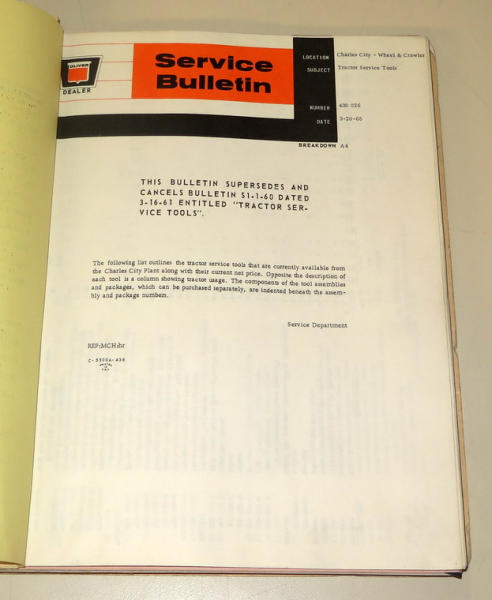 OLIVER
DEALER
Service
Bulletin
LOCATION Charles City - Wheel & Crawler
SUBJECT Tractor Service Tools
NUMBER
DATE 3-20-65
BREAKDOWN A4
THIS BULLETIN SUPERSEDES AND
CANCELS BULLETIN S1-1-60 DATED
3-16-61 ENTITLED "TRACTOR SER-
VICE TOOLS".
The following list outlines the tractor service tools that are currently available from
the Charles City Plant along with their current net price. Opposite the description of
each tool is a column showing tractor usage. The components of the tool assemblies
and packages, which can be purchased separately, are indented beneath the assem-
bly and package numbers.
Service Department
REP:MCH:br
C-5500A-A38